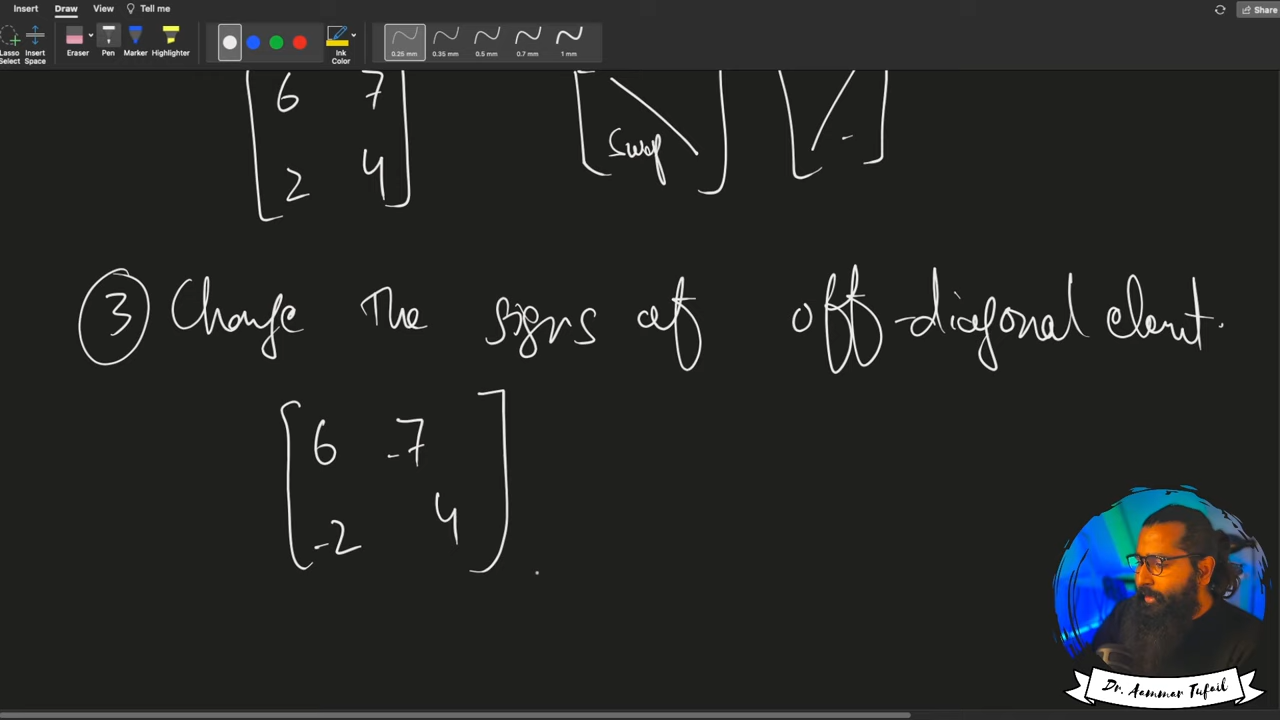 Insert Draw View Tell me
Share
Lasso Select
Insert Space
Eraser
Pen
Marker
Highlighter
Ink Color
0.25 mm
0.35 mm
0.5 mm
0.7 mm
1 mm
6 7
2 4
Swap
-
3 Change The signs of off-diagonal
6 -7
-2 4
Dr. Aammar Tufail